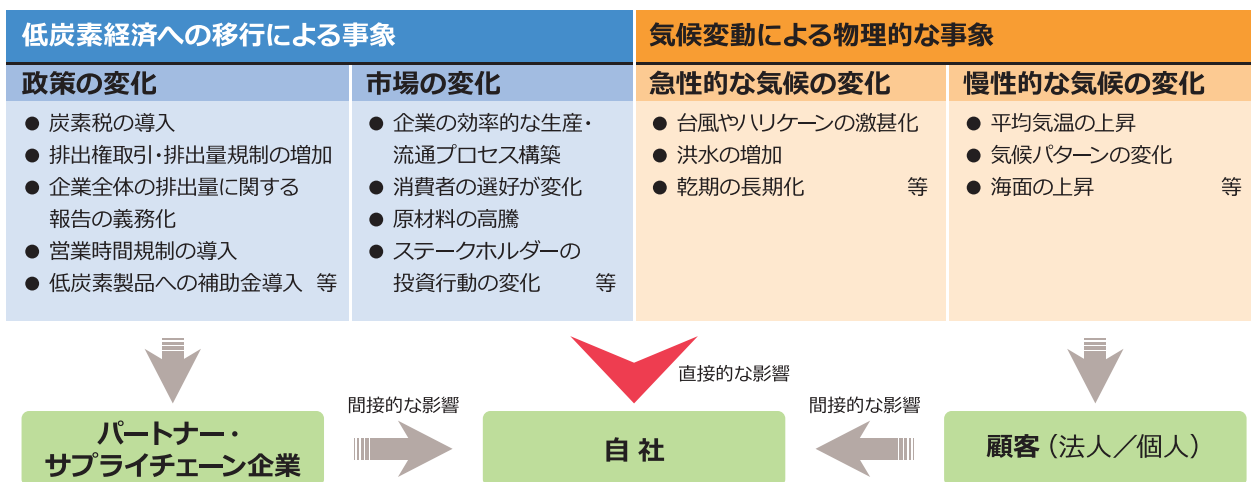 低炭素経済への移行による事象
気候変動による物理的な事象
政策の変化
● 炭素税の導入
● 排出権取引・排出量規制の増加
● 企業全体の排出量に関する
報告の義務化
● 営業時間規制の導入
● 低炭素製品への補助金導入 等
市場の変化
● 企業の効率的な生産・
流通プロセス構築
● 消費者の選好が変化
● 原材料の高騰
● ステークホルダーの
投資行動の変化 等
急性的な気候の変化
● 台風やハリケーンの激甚化
● 洪水の増加
● 乾期の長期化 等
慢性的な気候の変化
● 平均気温の上昇
● 気候パターンの変化
● 海面の上昇 等
直接的な影響
パートナー・
サプライチェーン企業
間接的な影響
自社
間接的な影響
顧客（法人／個人）